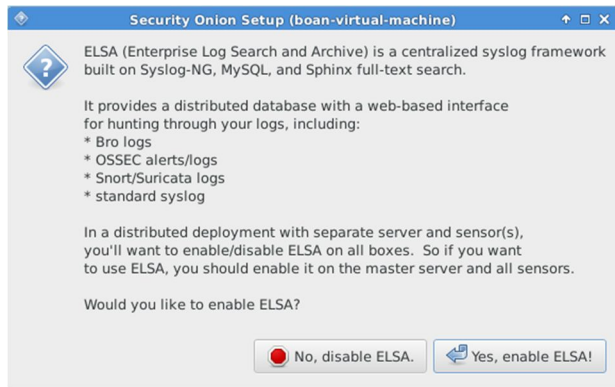 Security Onion Setup (boan-virtual-machine)
ELSA (Enterprise Log Search and Archive) is a centralized syslog framework
built on Syslog-NG, MySQL, and Sphinx full-text search.
It provides a distributed database with a web-based interface
for hunting through your logs, including:
* Bro logs
* OSSEC alerts/logs
* Snort/Suricata logs
* standard syslog
In a distributed deployment with separate server and sensor(s),
you'll want to enable/disable ELSA on all boxes.  So if you want
to use ELSA, you should enable it on the master server and all sensors.
Would you like to enable ELSA?
No, disable ELSA.
Yes, enable ELSA!